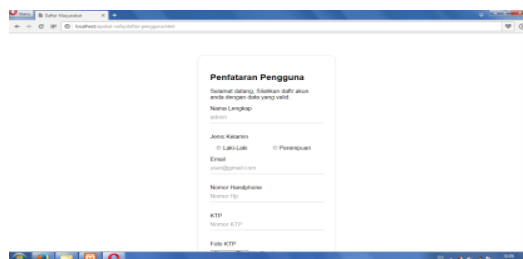 Menu
Daftar Masyarakat
Penfataran Pengguna
Selamat datang, Silahkan daftr akun
anda dengan data yang valid
Nama Lengkap
admin
Jenis Kelamin
Laki-Laki
Perempuan
Email
user@gmail.com
Nomor Handphone
Nomor Hp
KTP
Nomor KTP
Foto KTP